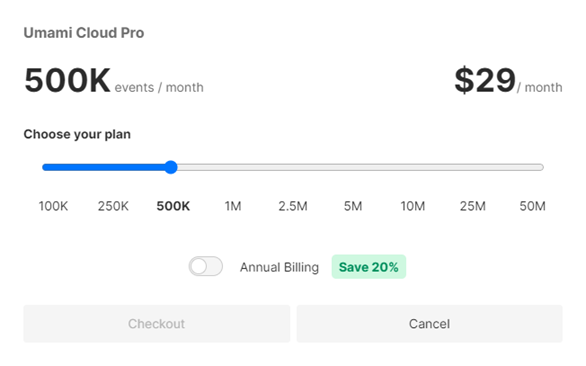 Umami Cloud Pro
500K events / month $29 / month
Choose your plan
100K 250K 500K 1M 2.5M 5M 10M 25M 50M
Annual Billing Save 20%
Checkout Cancel